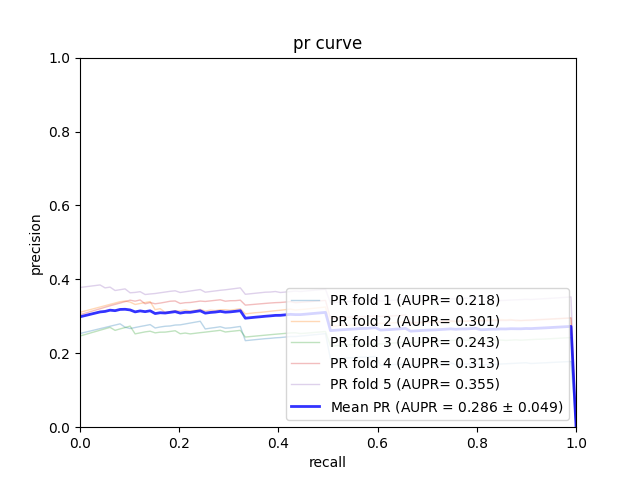 pr curve
1.0
0.8
0.6
0.4
0.2
0.0
precision
PR fold 1 (AUPR= 0.218)
PR fold 2 (AUPR= 0.301)
PR fold 3 (AUPR= 0.243)
PR fold 4 (AUPR= 0.313)
PR fold 5 (AUPR= 0.355)
Mean PR (AUPR = 0.286 ± 0.049)
0.0 0.2 0.4 0.6 0.8 1.0
recall